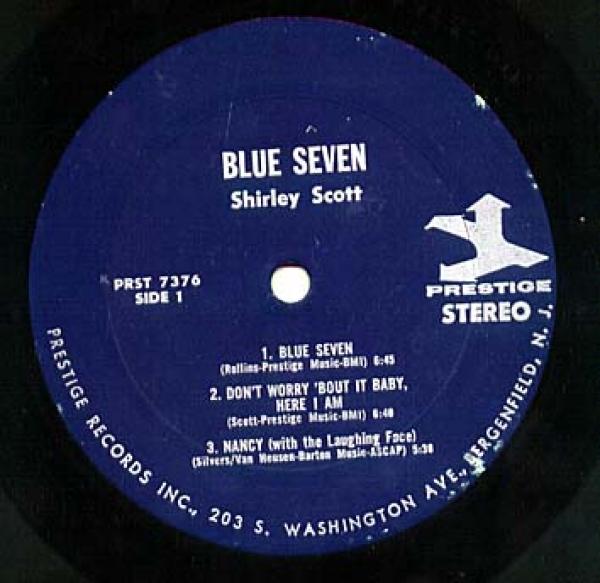 BLUE SEVEN
Shirley Scott
PRST 7376
SIDE 1
PRESTIGE
STEREO
1. BLUE SEVEN
(Rollins-Prestige Music-BMI) 6:45
2. DON'T WORRY 'BOUT IT BABY,
HERE I AM
(Scott-Prestige Music-BMI) 6:40
3. NANCY (with the Laughing Face)
(Silvers/Van Heusen-Barton Music-ASCAP) 5:30
PRESTIGE RECORDS INC., 203 S. WASHINGTON AVE., BERGENFIELD, N. J.